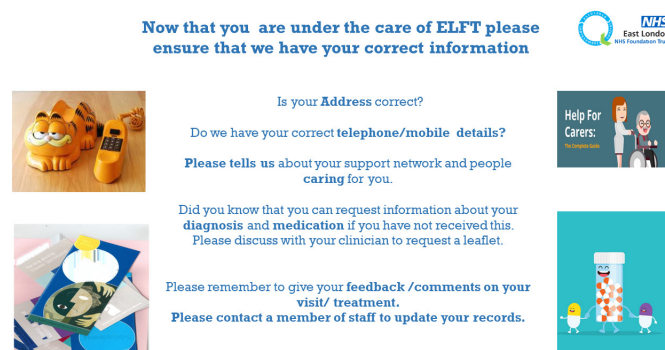 Now that you are under the care of ELFT please
ensure that we have your correct information
NHS
East London
NHS Foundation Tru
Is your Address correct?
Do we have your correct telephone/mobile details?
Please tells us about your support network and people
caring for you.
Help For
Carers:
The Complete Guide
Did you know that you can request information about your
diagnosis and medication if you have not received this.
Please discuss with your clinician to request a leaflet.
Please remember to give your feedback /comments on your
visit/ treatment.
Please contact a member of staff to update your records.